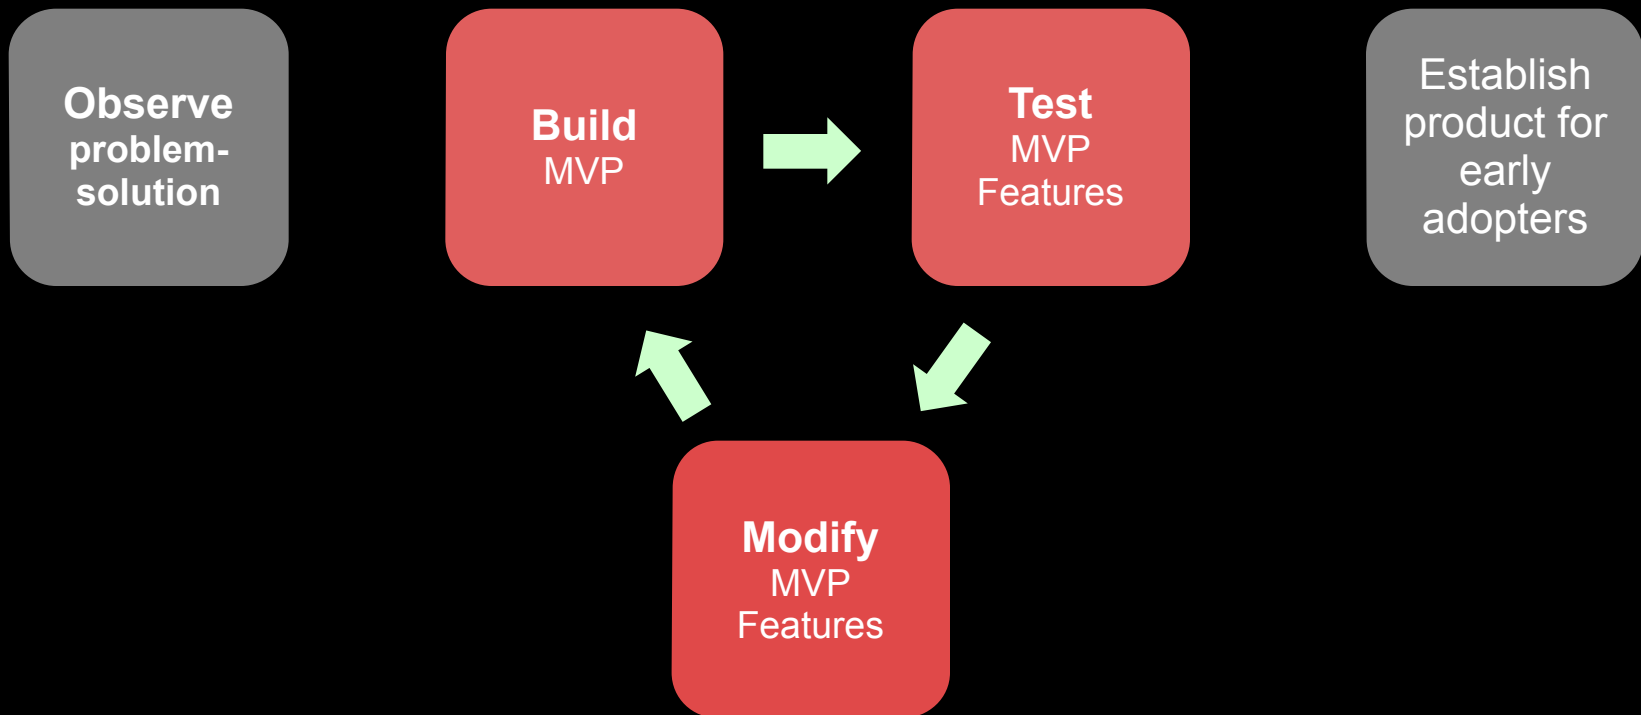 Observe
problem-
solution
Build
MVP
Test
MVP
Features
Establish
product for
early
adopters
Modify
MVP
Features